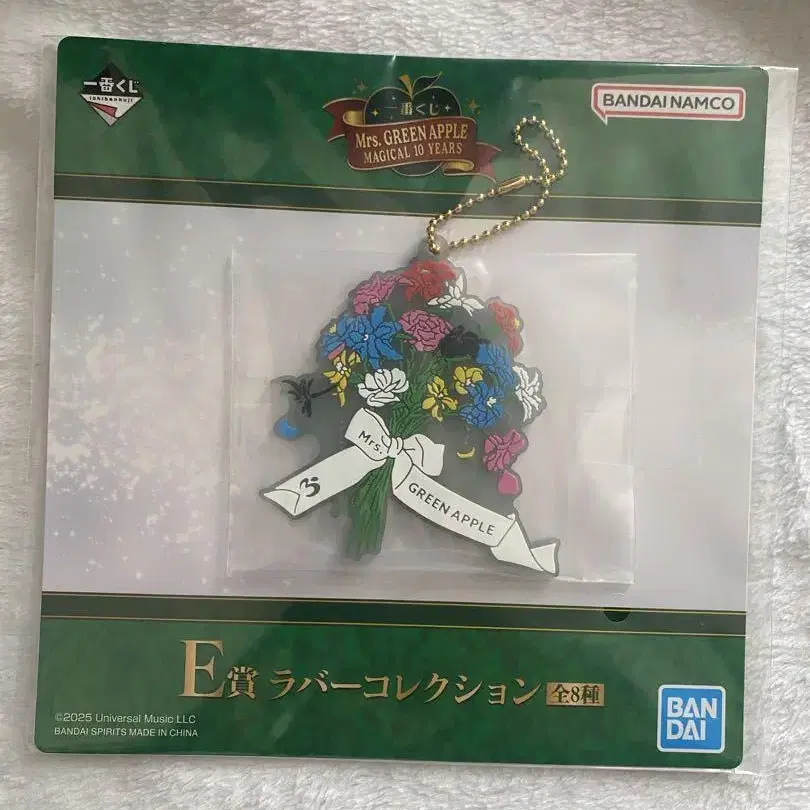 一番くじ
ichibankuji
一番くじ
Mrs. GREEN APPLE
MAGICAL 10 YEARS
BANDAI NAMCO
Mrs.
GREEN APPLE
E賞 ラバーコレクション 全8種
©2025 Universal Music LLC
BANDAI SPIRITS MADE IN CHINA
BAN
DAI